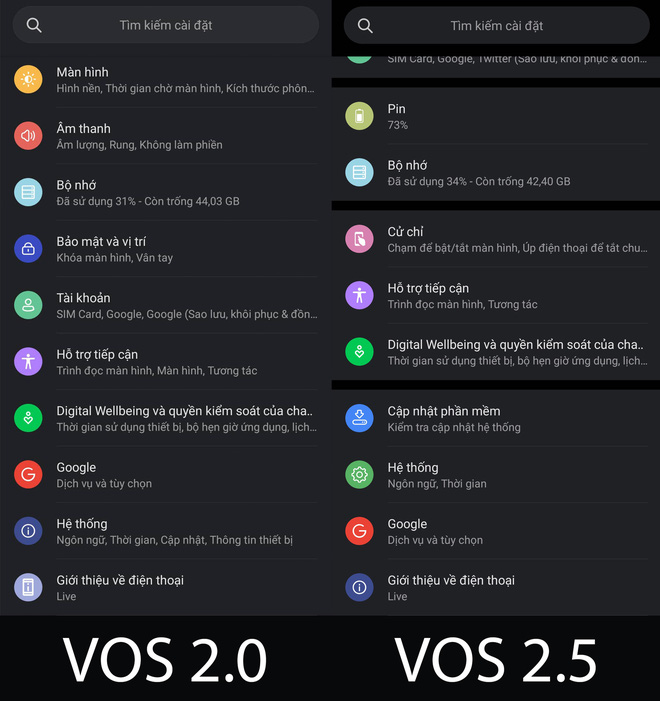 Tìm kiếm cài đặt
Màn hình
Hình nền, Thời gian chờ màn hình, Kích thước phôn...
Âm thanh
Âm lượng, Rung, Không làm phiền
Bộ nhớ
Đã sử dụng 31% - Còn trống 44,03 GB
Bảo mật và vị trí
Khóa màn hình, Vân tay
Tài khoản
SIM Card, Google, Google (Sao lưu, khôi phục & đồn...
Hỗ trợ tiếp cận
Trình đọc màn hình, Màn hình, Tương tác
Digital Wellbeing và quyền kiểm soát của cha..
Thời gian sử dụng thiết bị, bộ hẹn giờ ứng dụng, lịch...
Google
Dịch vụ và tùy chọn
Hệ thống
Ngôn ngữ, Thời gian, Cập nhật, Thông tin thiết bị
Giới thiệu về điện thoại
Live
VOS 2.0
Tìm kiếm cài đặt
SIM Card, Google, Twitter (Sao lưu, khôi phục & đồn...
Pin
73%
Bộ nhớ
Đã sử dụng 34% - Còn trống 42,40 GB
Cử chỉ
Chạm để bật/tắt màn hình, Úp điện thoại để tắt chu...
Hỗ trợ tiếp cận
Trình đọc màn hình, Tương tác
Digital Wellbeing và quyền kiểm soát của cha..
Thời gian sử dụng thiết bị, bộ hẹn giờ ứng dụng, lịch...
Cập nhật phần mềm
Kiểm tra cập nhật hệ thống
Hệ thống
Ngôn ngữ, Thời gian
Google
Dịch vụ và tùy chọn
Giới thiệu về điện thoại
Live
VOS 2.5